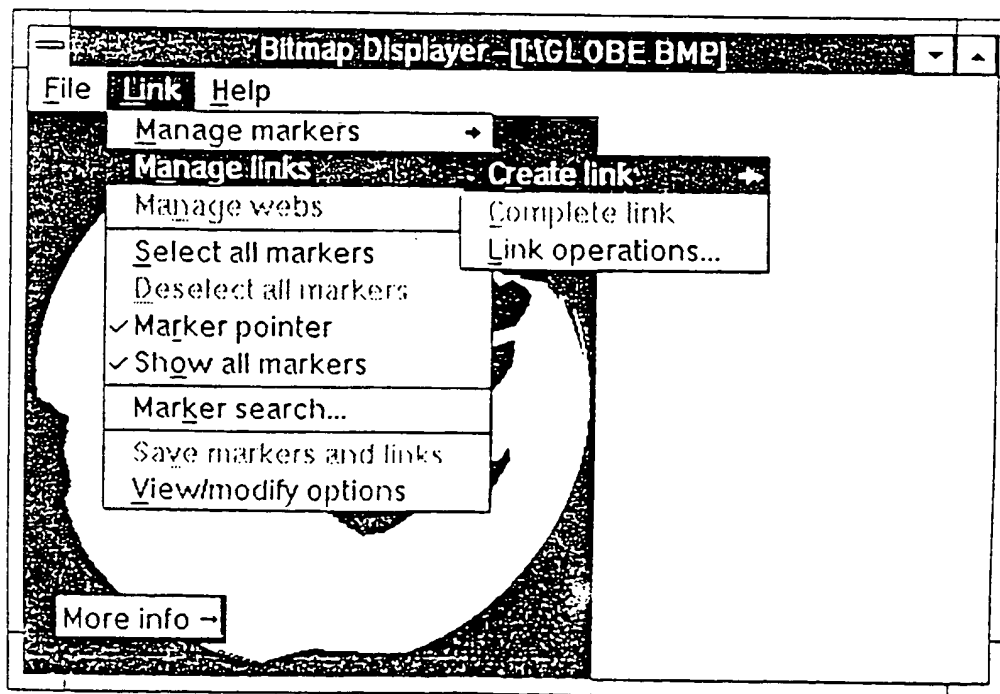 Bitmap Displayer -[I:\GLOBE.BMP]
File Link Help
Manage markers
Manage links
Manage webs
Select all markers
Deselect all markers
✓ Marker pointer
✓ Show all markers
Marker search...
Save markers and links
View/modify options
Create link
Complete link
Link operations...
More info →